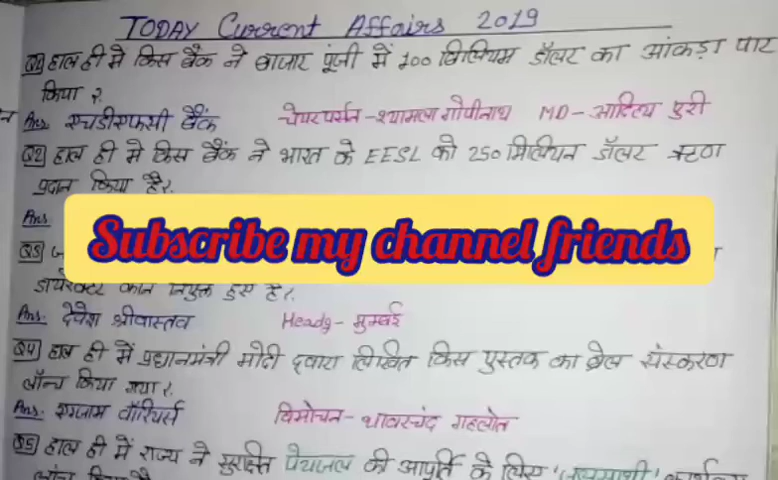 TODAY Current Affairs 2019
Q1 हाल ही में किस बैंक ने बाजार पूंजी में 100 बिलियम डॉलर का आंकड़ा पार
किया ?.
Ans. एचडीएफसी बैंक चेयरपर्सन - श्यामला गोपीनाथ MD - आदित्य पुरी
Q2 हाल ही मे किस बैंक ने भारत के EESL को 250 मिलियन डॉलर ऋण
प्रदान किया है?.
Ans
Subscribe my channel friends
Q3
डायरेक्टर कौन नियुक्त हुए है?.
Ans. देवेश श्रीवास्तव Headq - मुम्बई
Q4 हाल ही में प्रधानमंत्री मोदी द्वारा लिखित किस पुस्तक का ब्रेल संस्करण
लॉन्च किया गया ?.
Ans. एग्जाम वॉरियर्स विमोचन - थावरचंद गहलोत
Q5 हाल ही में राज्य ने सुरक्षित पेयजल की आपूर्ति के लिए